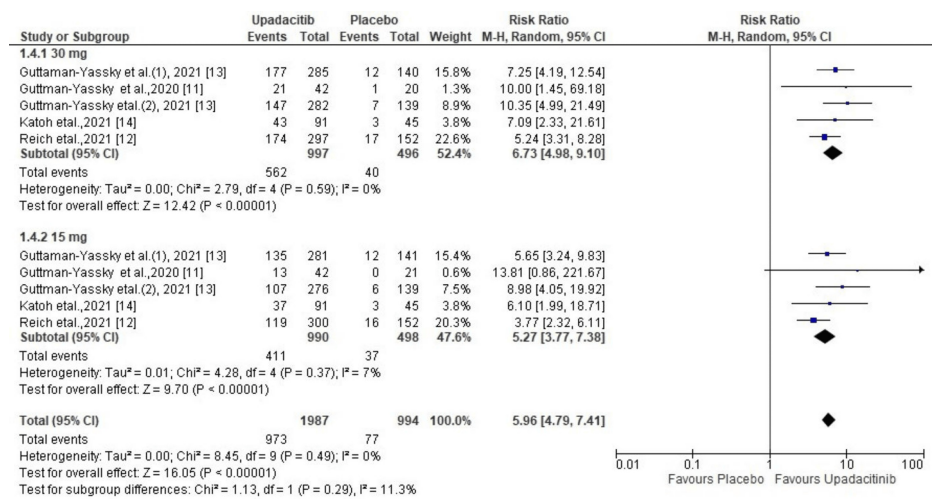 Upadacitib Placebo Risk Ratio Risk Ratio
Study or Subgroup Events Total Events Total Weight M-H, Random, 95% CI M-H, Random, 95% CI
1.4.1 30 mg
Guttaman-Yassky et.al.(1), 2021 [13] 177 285 12 140 15.8% 7.25 [4.19, 12.54]
Guttman-Yassky et al.,2020 [11] 21 42 1 20 1.3% 10.00 [1.45, 69.18]
Guttman-Yassky etal.(2), 2021 [13] 147 282 7 139 8.9% 10.35 [4.99, 21.49]
Katoh et.al.,2021 [14] 43 91 3 45 3.8% 7.09 [2.33, 21.61]
Reich et.al.,2021 [12] 174 297 17 152 22.6% 5.24 [3.31, 8.28]
Subtotal (95% CI) 997 496 52.4% 6.73 [4.98, 9.10]
Total events 562 40
Heterogeneity: Tau² = 0.00; Chi² = 2.79, df = 4 (P = 0.59); I² = 0%
Test for overall effect: Z = 12.42 (P < 0.00001)
1.4.2 15 mg
Guttaman-Yassky et.al.(1), 2021 [13] 135 281 12 141 15.4% 5.65 [3.24, 9.83]
Guttman-Yassky et al.,2020 [11] 13 42 0 21 0.6% 13.81 [0.86, 221.67]
Guttman-Yassky etal.(2), 2021 [13] 107 276 6 139 7.5% 8.98 [4.05, 19.92]
Katoh et.al.,2021 [14] 37 91 3 45 3.8% 6.10 [1.99, 18.71]
Reich et.al.,2021 [12] 119 300 16 152 20.3% 3.77 [2.32, 6.11]
Subtotal (95% CI) 990 498 47.6% 5.27 [3.77, 7.38]
Total events 411 37
Heterogeneity: Tau² = 0.01; Chi² = 4.28, df = 4 (P = 0.37); I² = 7%
Test for overall effect: Z = 9.70 (P < 0.00001)
Total (95% CI) 1987 994 100.0% 5.96 [4.79, 7.41]
Total events 973 77
Heterogeneity: Tau² = 0.00; Chi² = 8.45, df = 9 (P = 0.49); I² = 0%
Test for overall effect: Z = 16.05 (P < 0.00001)
Test for subgroup differences: Chi² = 1.13, df = 1 (P = 0.29), I² = 11.3%
0.01 0.1 1 10 100
Favours Placebo Favours Upadacitinib